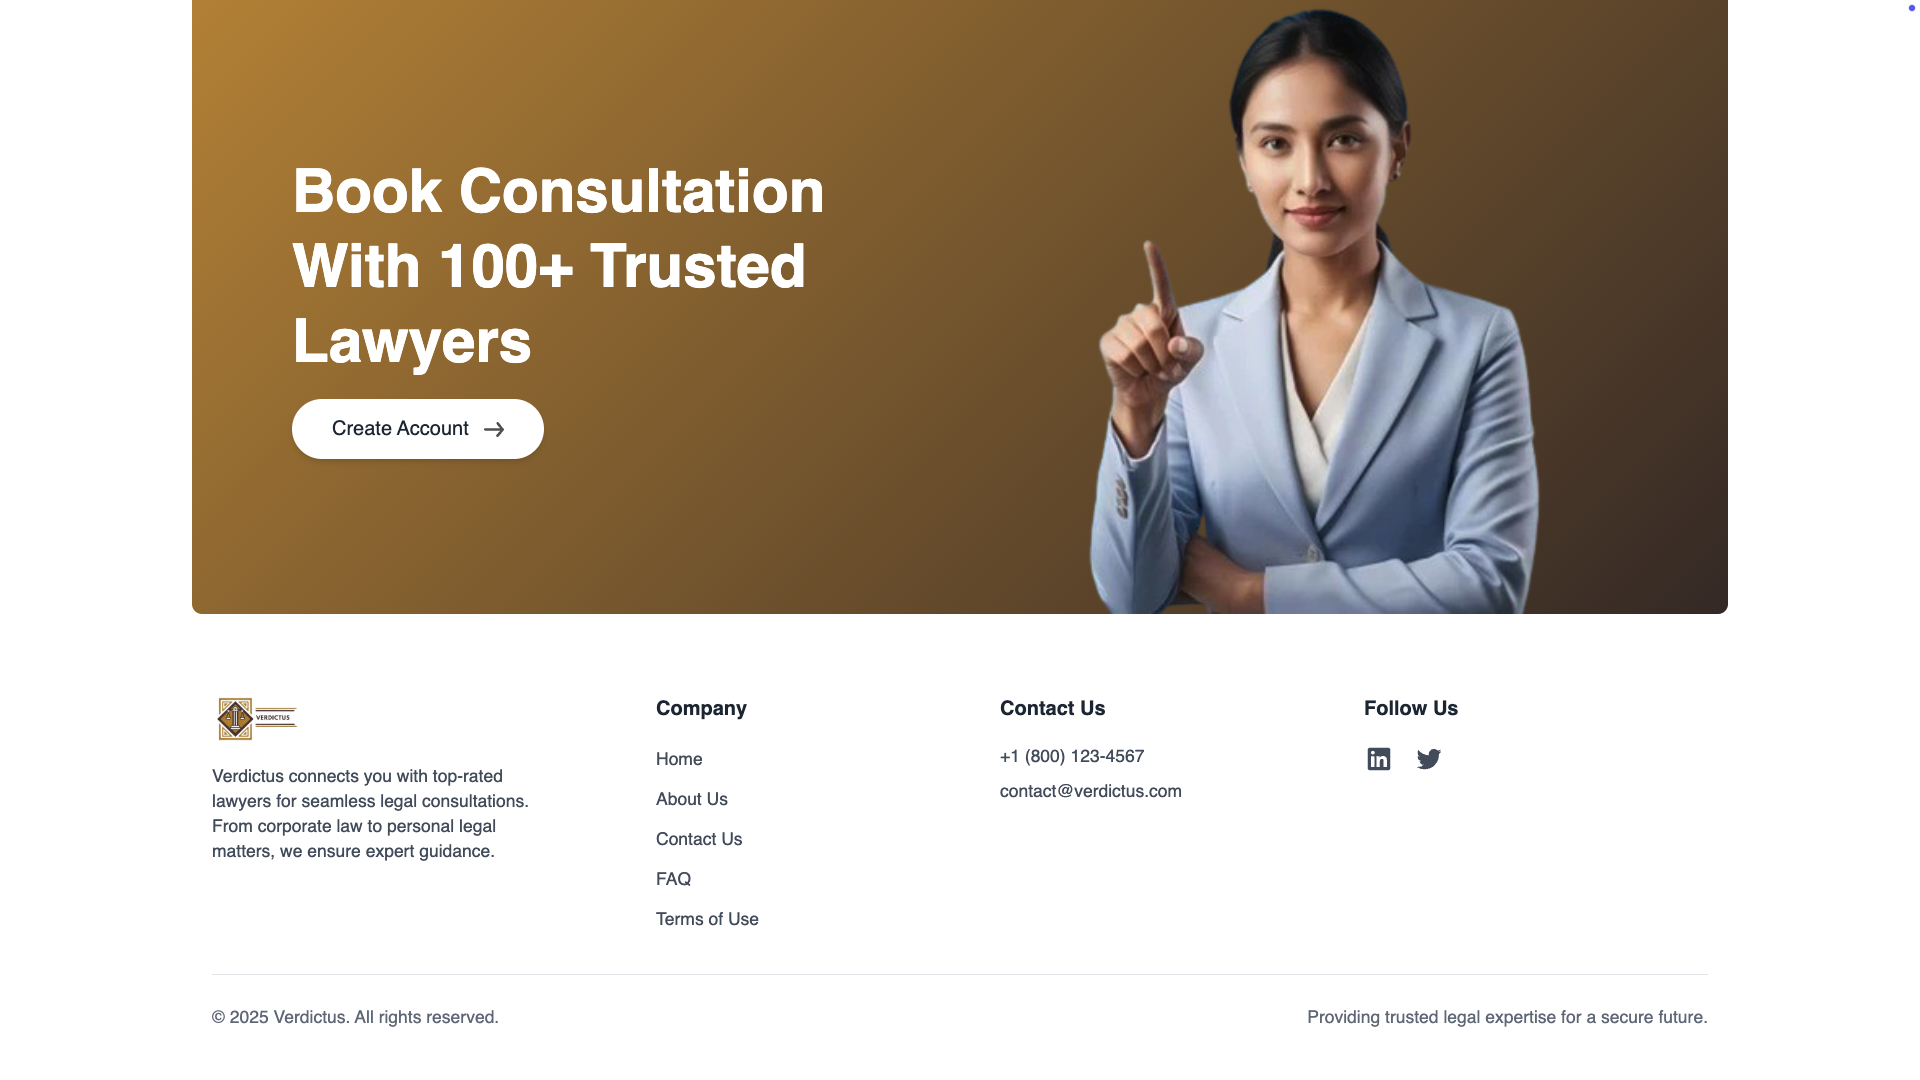 Book Consultation
With 100+ Trusted
Lawyers
Create Account
VERDICTUS
Verdictus connects you with top-rated
lawyers for seamless legal consultations.
From corporate law to personal legal
matters, we ensure expert guidance.
Company
Home
About Us
Contact Us
FAQ
Terms of Use
Contact Us
+1 (800) 123-4567
contact@verdictus.com
Follow Us
© 2025 Verdictus. All rights reserved.
Providing trusted legal expertise for a secure future.